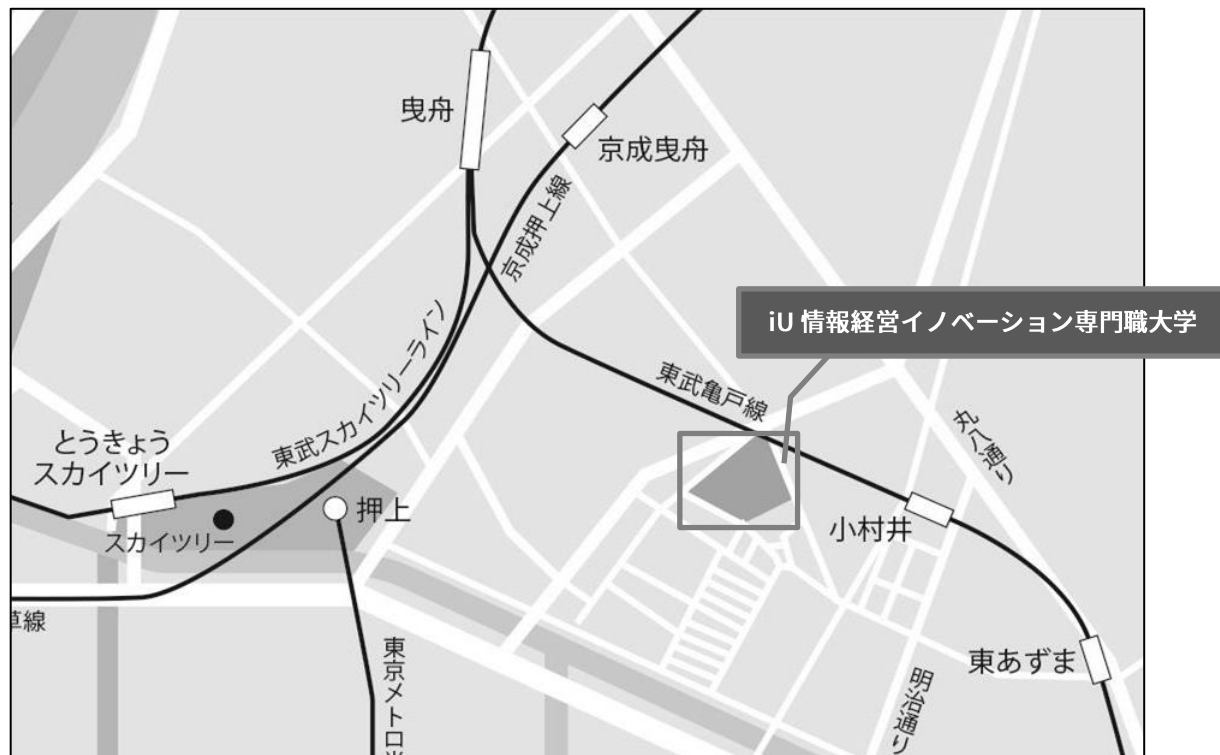 曳舟
京成曳舟
京成押上線
iU 情報経営イノベーション専門職大学
東武スカイツリーライン
東武亀戸線
丸八通り
とうきょう
スカイツリー
押上
スカイツリー
小村井
草線
東京メトロ半
東あずま
明治通り